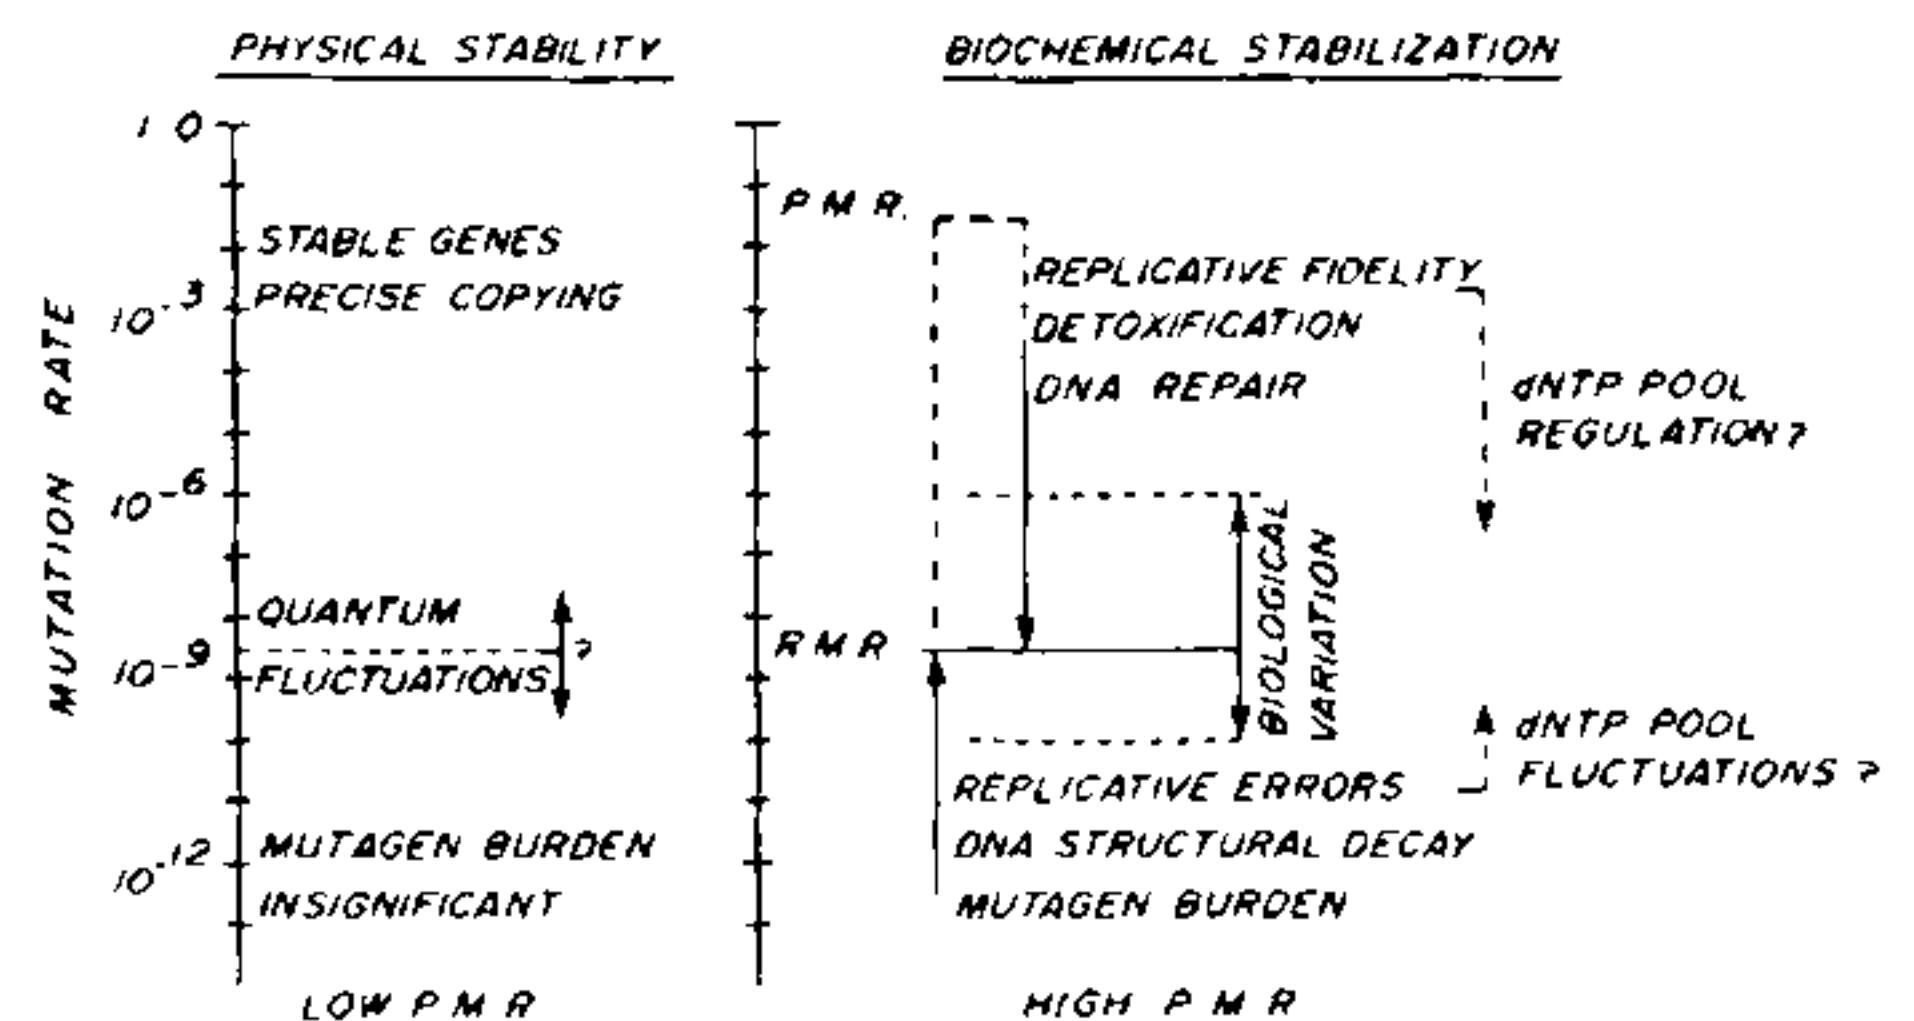 PHYSICAL STABILITY
BIOCHEMICAL STABILIZATION
MUTATION RATE
1 0
10-3
10-6
10-9
10-12
STABLE GENES
PRECISE COPYING
QUANTUM
FLUCTUATIONS
?
MUTAGEN BURDEN
INSIGNIFICANT
LOW P M R
P M R.
R M R
REPLICATIVE FIDELITY
DETOXIFICATION
DNA REPAIR
dNTP POOL
REGULATION?
BIOLOGICAL
VARIATION
dNTP POOL
FLUCTUATIONS ?
REPLICATIVE ERRORS
DNA STRUCTURAL DECAY
MUTAGEN BURDEN
HIGH P M R